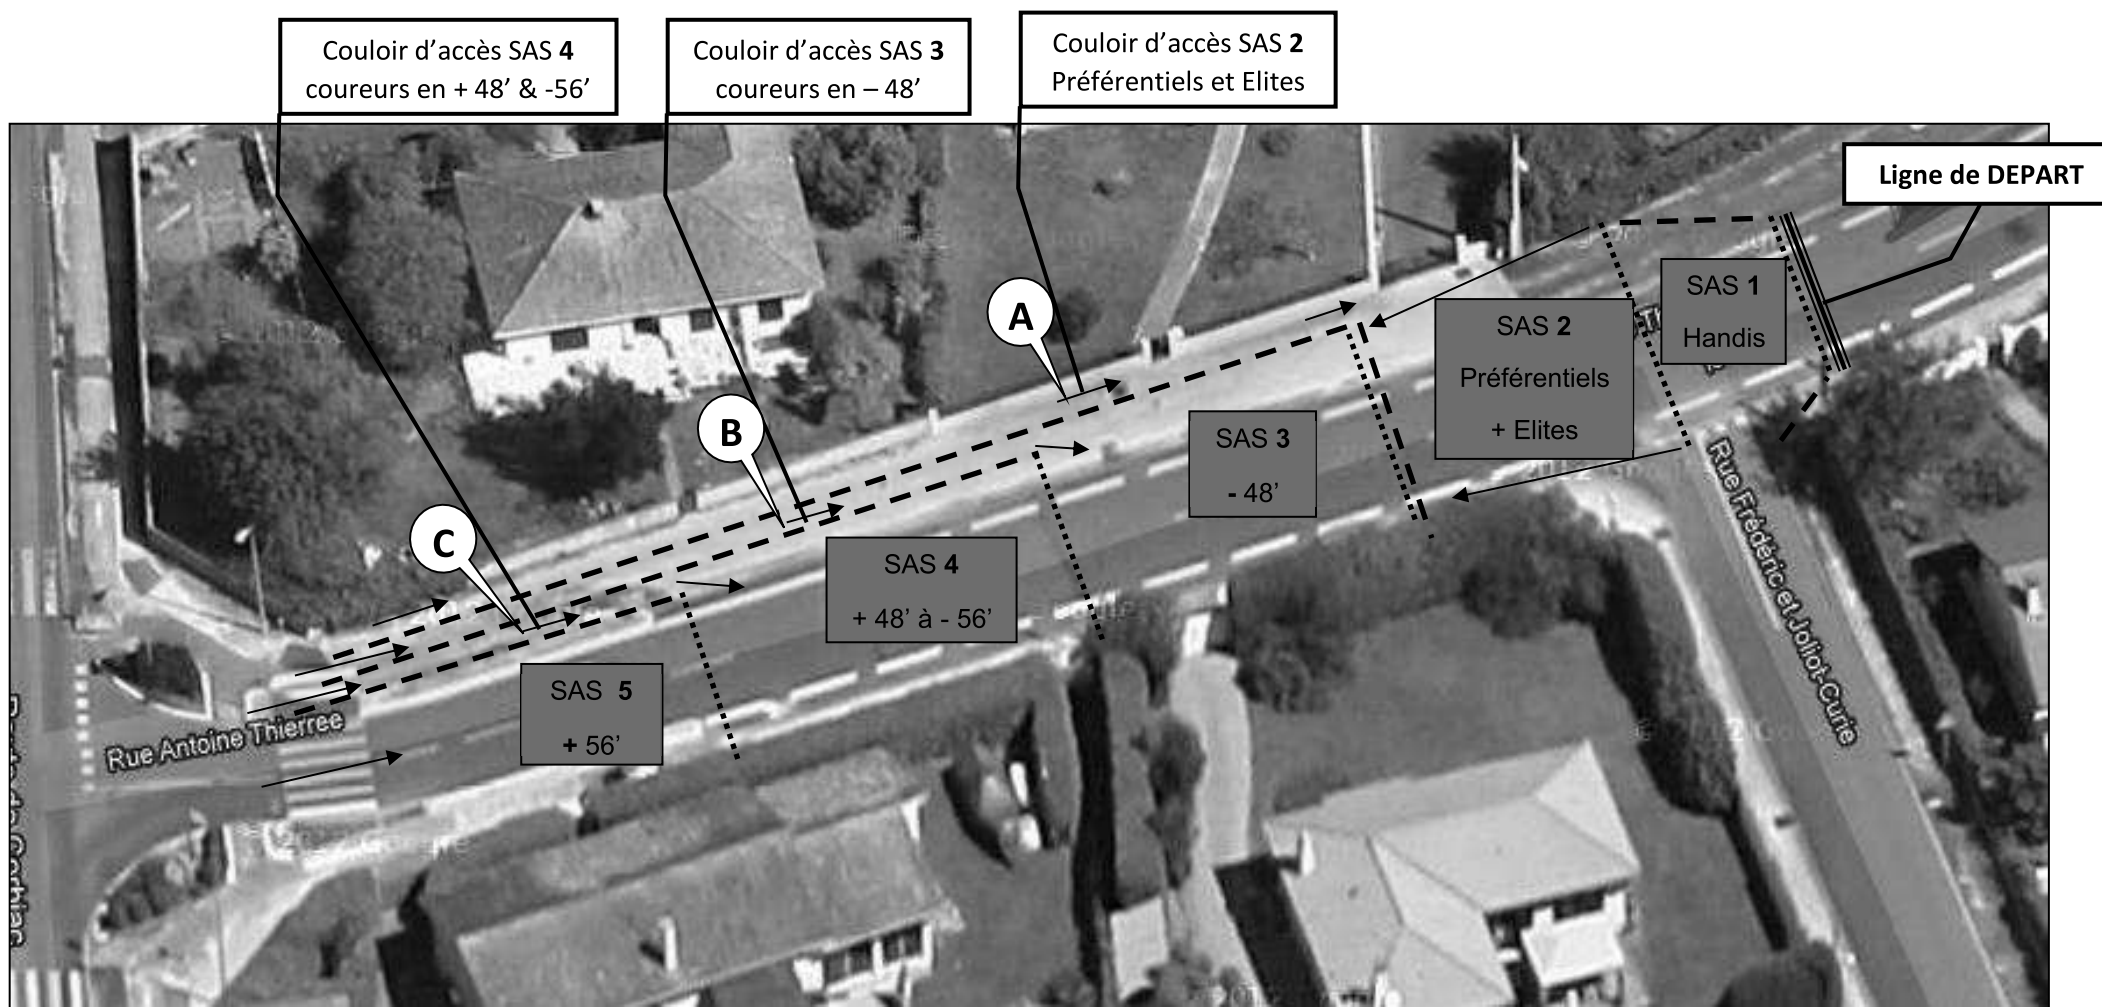 Couloir d’accès SAS 4
coureurs en + 48’ & -56’
Couloir d’accès SAS 3
coureurs en – 48’
Couloir d’accès SAS 2
Préférentiels et Elites
Ligne de DEPART
SAS 1
Handis
SAS 2
Préférentiels
+ Elites
A
SAS 3
- 48’
B
SAS 4
+ 48’ à - 56’
C
SAS 5
+ 56’
Rue Antoine Thierree
Rue Frédéric et Joliot-Curie